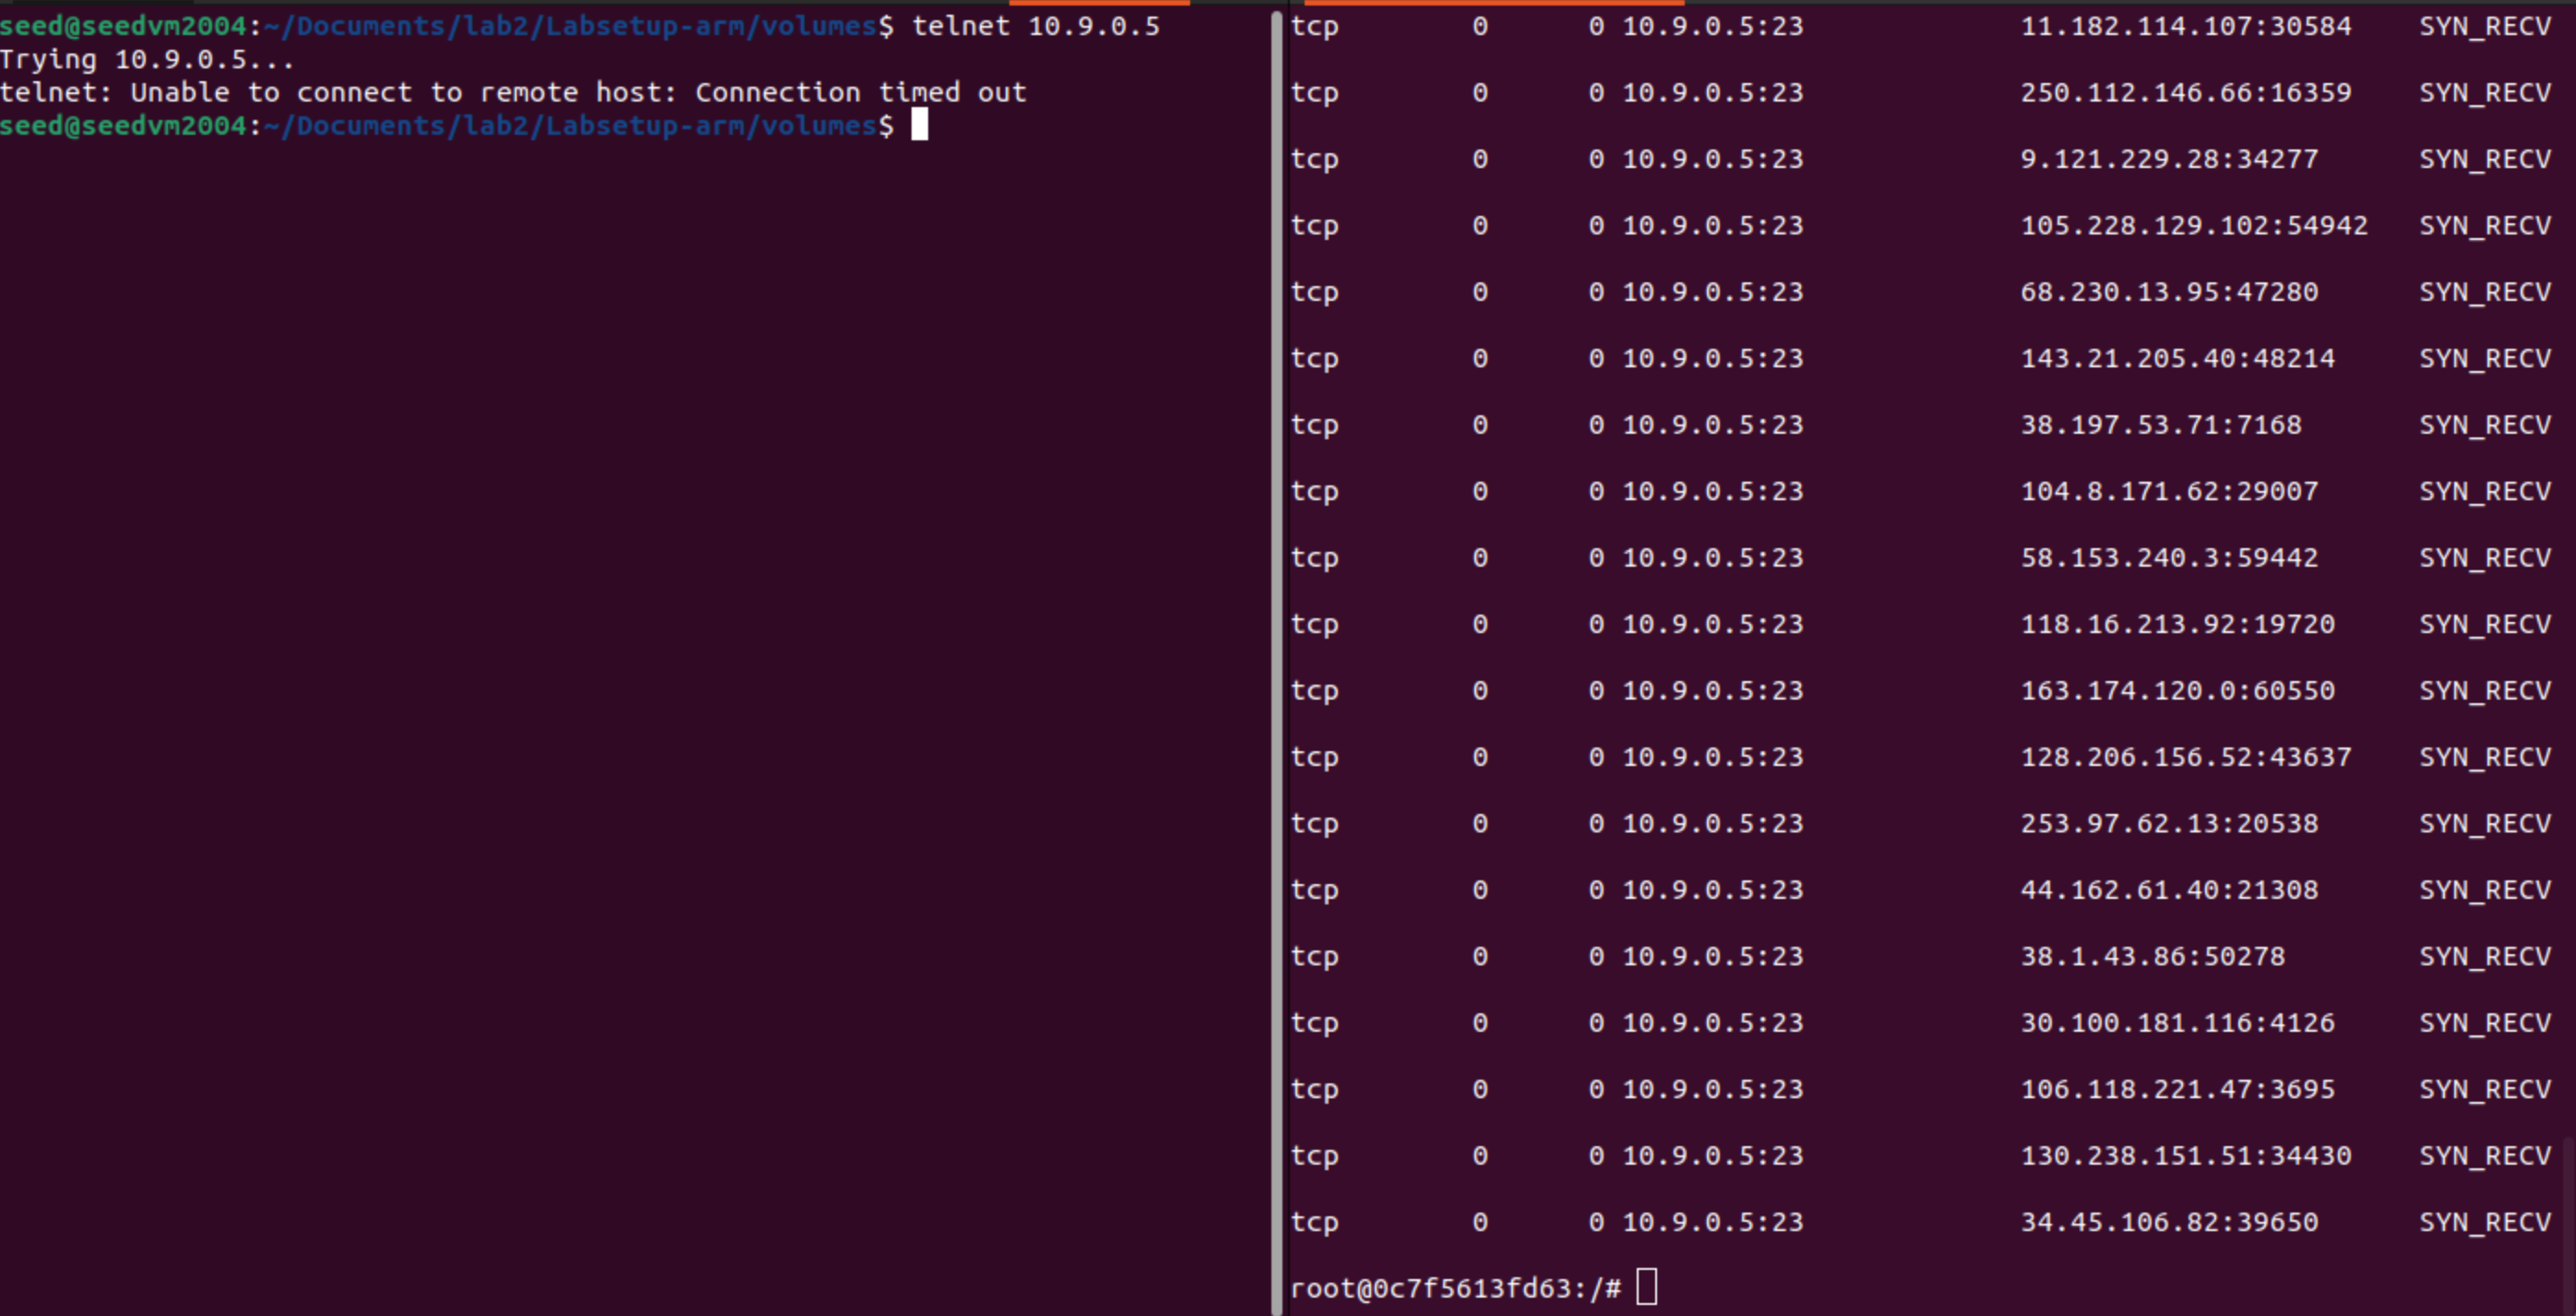 seed@seedvm2004:~/Documents/lab2/Labsetup-arm/volumes$ telnet 10.9.0.5
Trying 10.9.0.5...
telnet: Unable to connect to remote host: Connection timed out
seed@seedvm2004:~/Documents/lab2/Labsetup-arm/volumes$
tcp 0 0 10.9.0.5:23 11.182.114.107:30584 SYN_RECV
tcp 0 0 10.9.0.5:23 250.112.146.66:16359 SYN_RECV
tcp 0 0 10.9.0.5:23 9.121.229.28:34277 SYN_RECV
tcp 0 0 10.9.0.5:23 105.228.129.102:54942 SYN_RECV
tcp 0 0 10.9.0.5:23 68.230.13.95:47280 SYN_RECV
tcp 0 0 10.9.0.5:23 143.21.205.40:48214 SYN_RECV
tcp 0 0 10.9.0.5:23 38.197.53.71:7168 SYN_RECV
tcp 0 0 10.9.0.5:23 104.8.171.62:29007 SYN_RECV
tcp 0 0 10.9.0.5:23 58.153.240.3:59442 SYN_RECV
tcp 0 0 10.9.0.5:23 118.16.213.92:19720 SYN_RECV
tcp 0 0 10.9.0.5:23 163.174.120.0:60550 SYN_RECV
tcp 0 0 10.9.0.5:23 128.206.156.52:43637 SYN_RECV
tcp 0 0 10.9.0.5:23 253.97.62.13:20538 SYN_RECV
tcp 0 0 10.9.0.5:23 44.162.61.40:21308 SYN_RECV
tcp 0 0 10.9.0.5:23 38.1.43.86:50278 SYN_RECV
tcp 0 0 10.9.0.5:23 30.100.181.116:4126 SYN_RECV
tcp 0 0 10.9.0.5:23 106.118.221.47:3695 SYN_RECV
tcp 0 0 10.9.0.5:23 130.238.151.51:34430 SYN_RECV
tcp 0 0 10.9.0.5:23 34.45.106.82:39650 SYN_RECV
root@0c7f5613fd63:/#